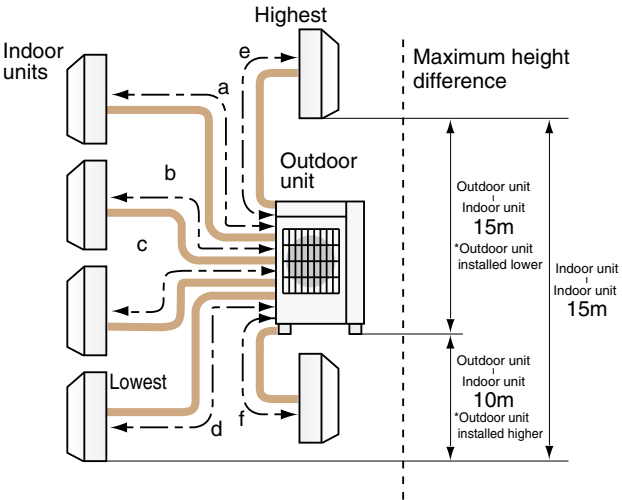 Highest
Indoor
units
e
a
Maximum height
difference
b
Outdoor
unit
c
Outdoor unit
Indoor unit
15m
*Outdoor unit
installed lower
Indoor unit
Indoor unit
15m
Lowest
d
f
Outdoor unit
Indoor unit
10m
*Outdoor unit
installed higher